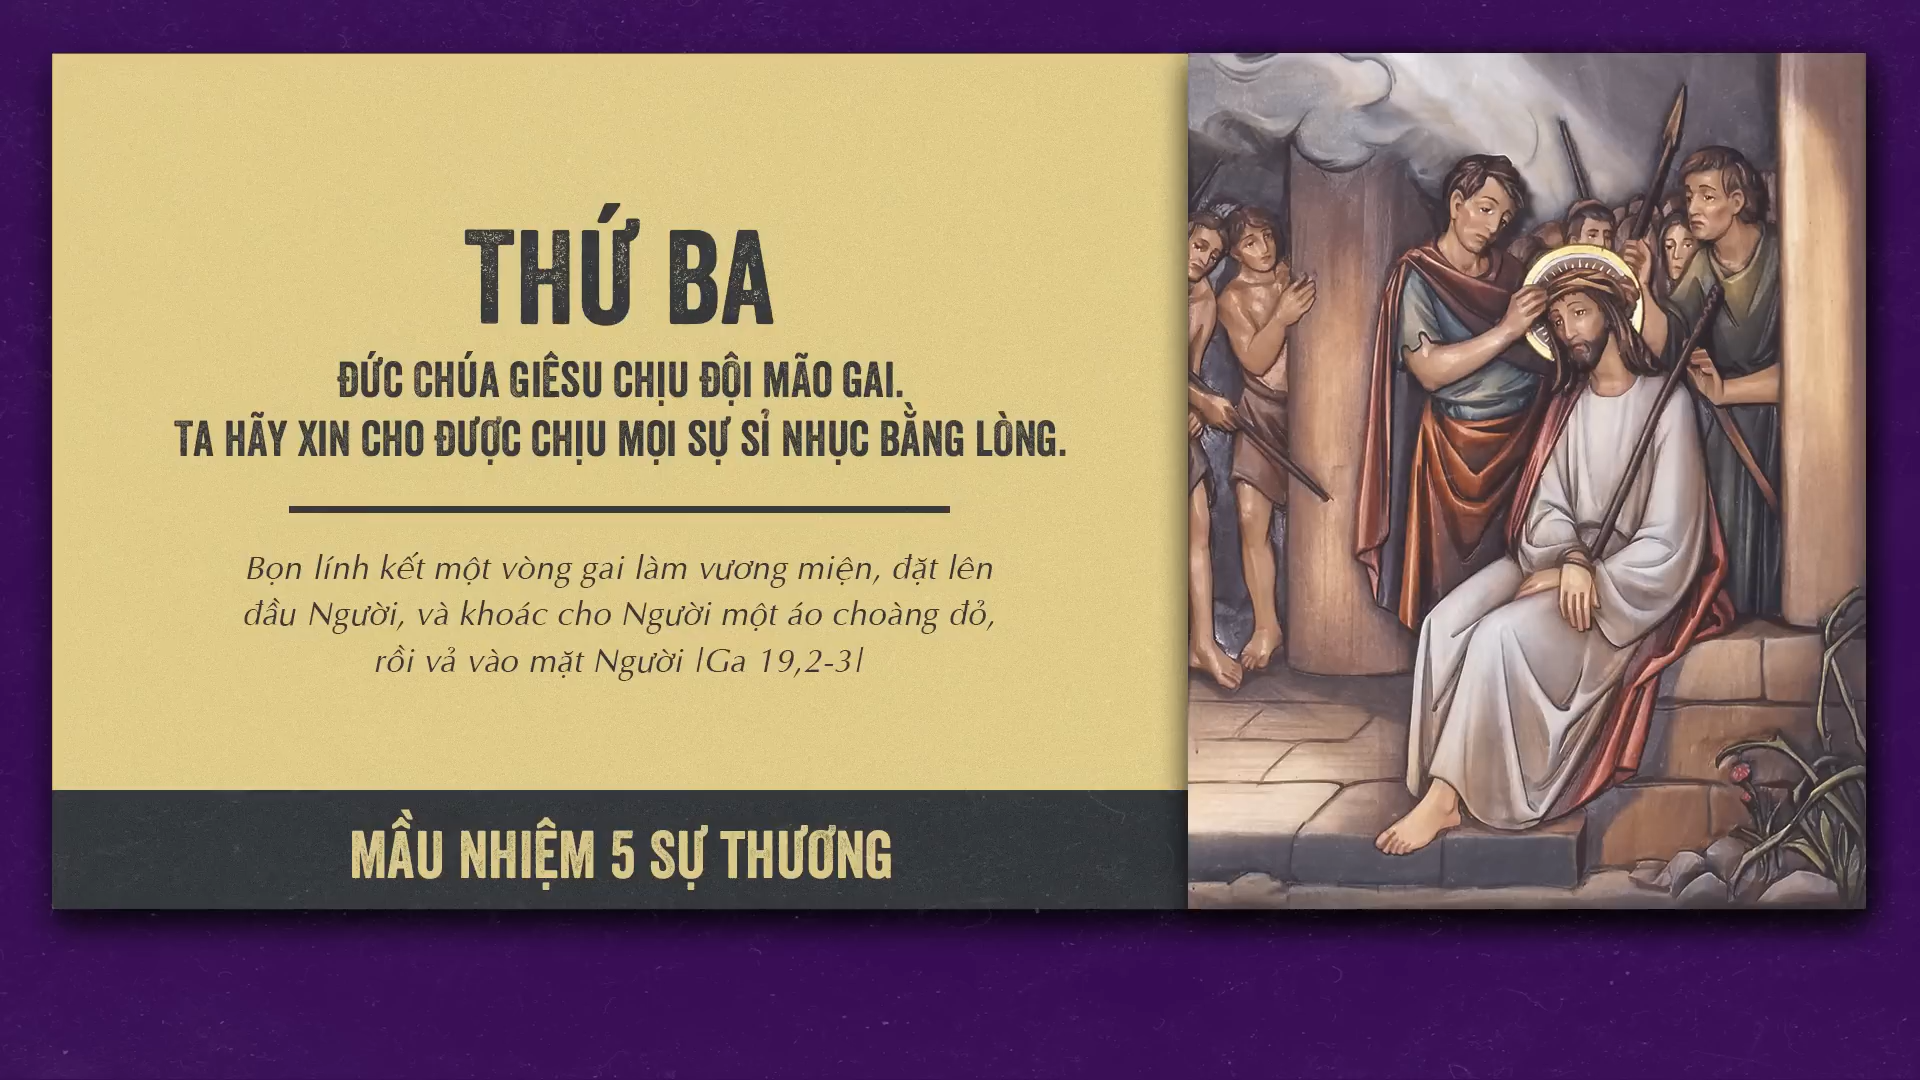 THỨ BA
ĐỨC CHÚA GIÊSU CHỊU ĐỘI MÃO GAI.
TA HÃY XIN CHO ĐƯỢC CHỊU MỌI SỰ SỈ NHỤC BẰNG LÒNG.
Bọn lính kết một vòng gai làm vương miện, đặt lên
đầu Người, và khoác cho Người một áo choàng đỏ,
rồi vả vào mặt Người |Ga 19,2-3|
MẦU NHIỆM 5 SỰ THƯƠNG